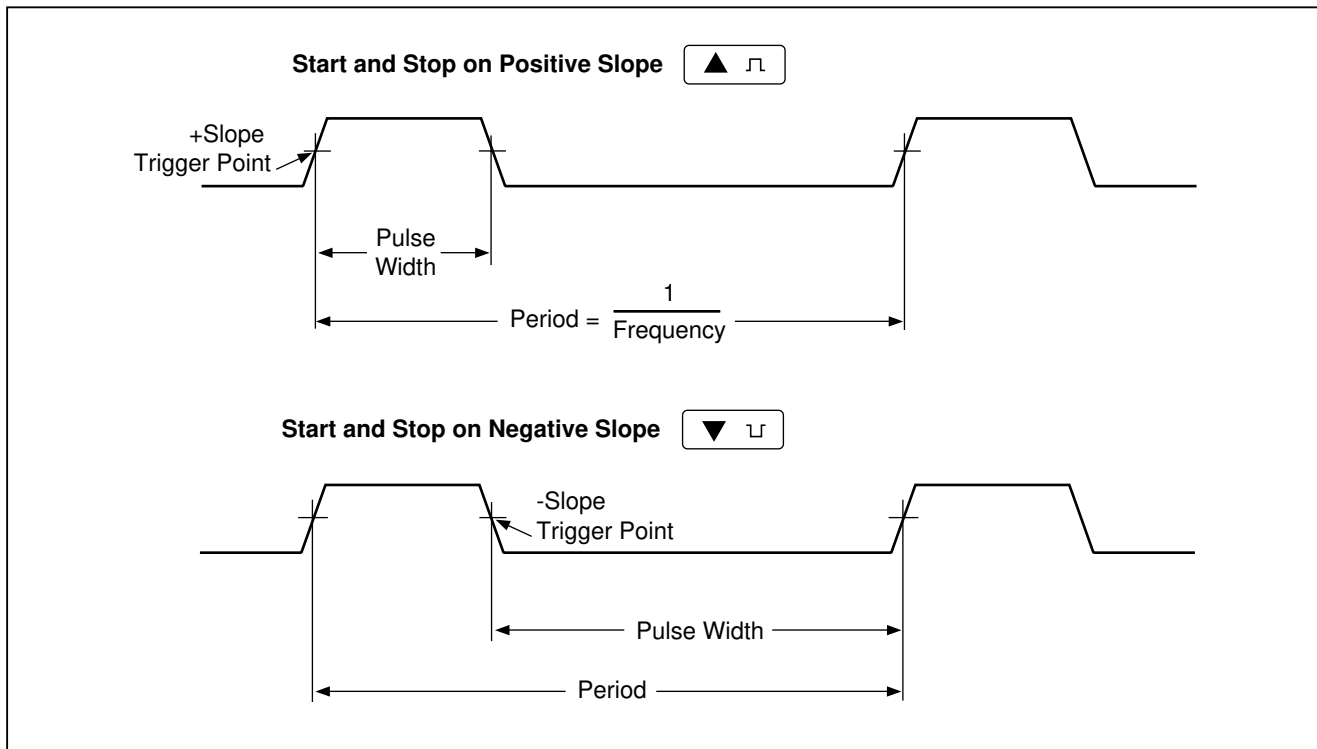 Start and Stop on Positive Slope
+Slope
Trigger Point
Pulse
Width
Period = 1
Frequency
Start and Stop on Negative Slope
-Slope
Trigger Point
Pulse Width
Period